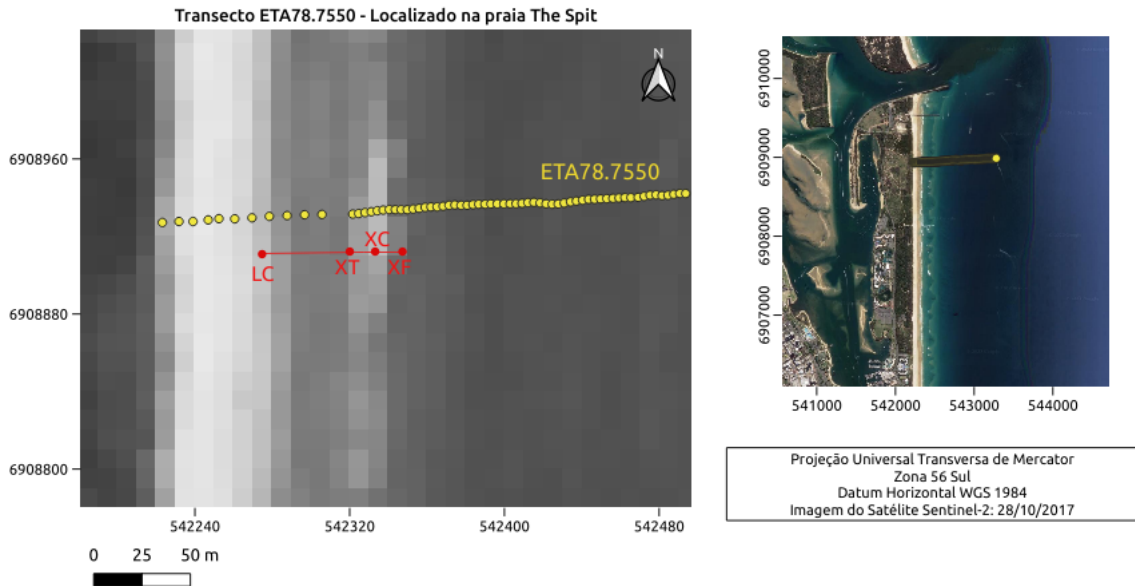 Transecto ETA78.7550 - Localizado na praia The Spit
N
6908960
6908880
6908800
ETA78.7550
XC
LC
XT
XF
542240
542320
542400
542480
0 25 50 m
6910000
6909000
6908000
6907000
541000
542000
543000
544000
Projeção Universal Transversa de Mercator
Zona 56 Sul
Datum Horizontal WGS 1984
Imagem do Satélite Sentinel-2: 28/10/2017